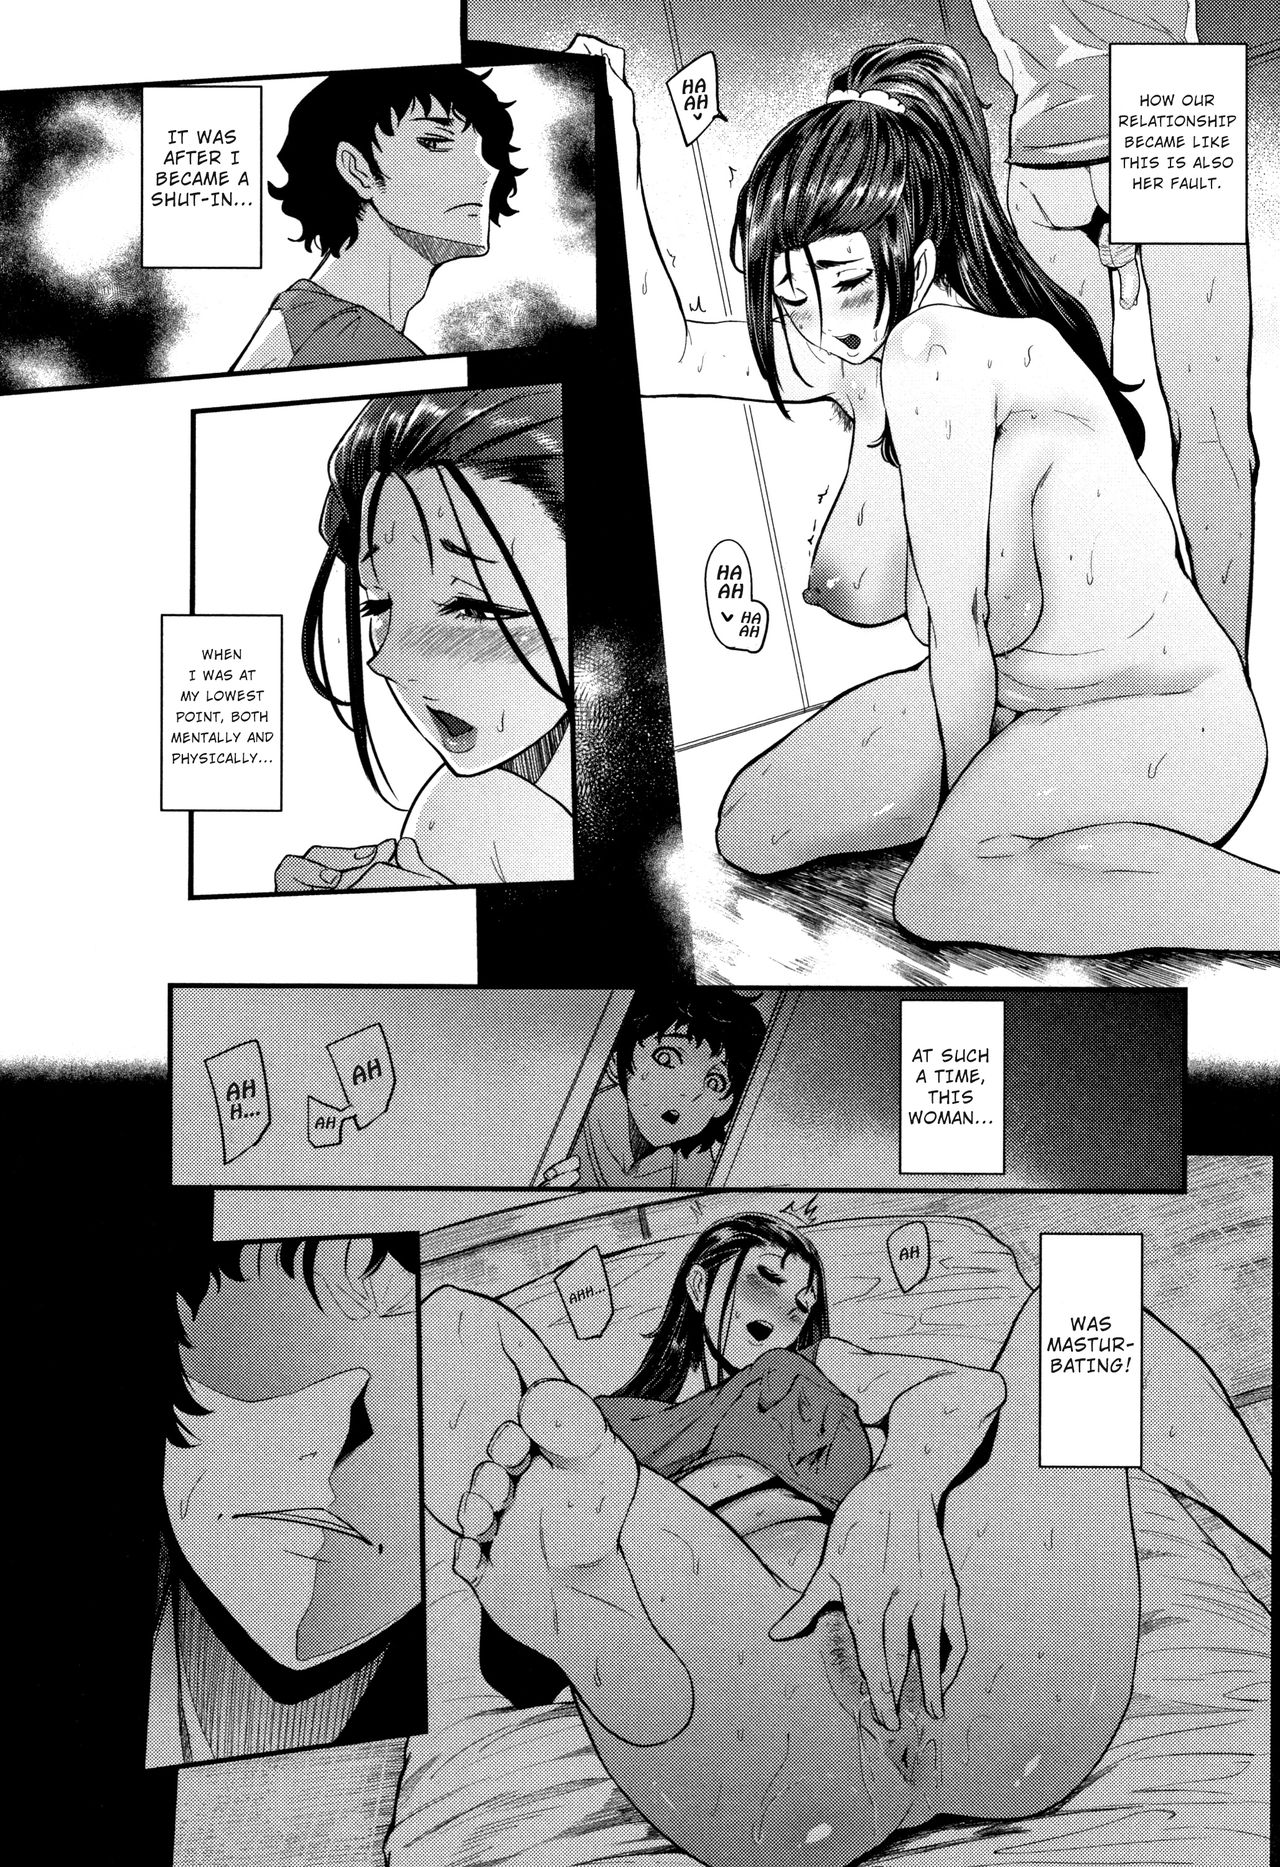 HOW OUR
RELATIONSHIP
BECAME LIKE
THIS IS ALSO
HER FAULT.
HA
AH
♥
HA
AH
♥
HA
AH
IT WAS
AFTER I
BECAME A
SHUT-IN...
WHEN
I WAS AT
MY LOWEST
POINT, BOTH
MENTALLY AND
PHYSICALLY...
AT SUCH
A TIME,
THIS
WOMAN...
AH
AH
AH
H...
WAS
MASTUR-
BATING!
AH
AHH...